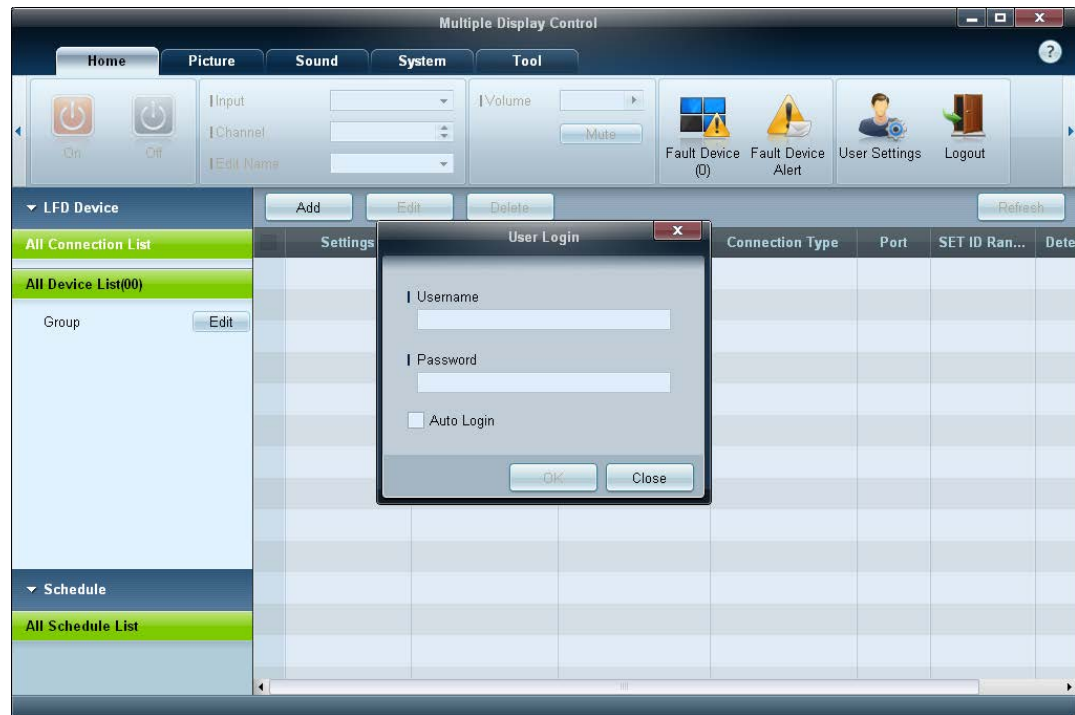 Multiple Display Control
Home Picture Sound System Tool
Input
Channel
Edit Name
On Off
Volume
Mute
Fault Device
(0)
Fault Device
Alert
User Settings
Logout
LFD Device
Add Edit Delete Refresh
All Connection List
Settings Connection Type Port SET ID Ran... Dete
All Device List(00)
Group Edit
User Login
Username
Password
Auto Login
OK Close
Schedule
All Schedule List